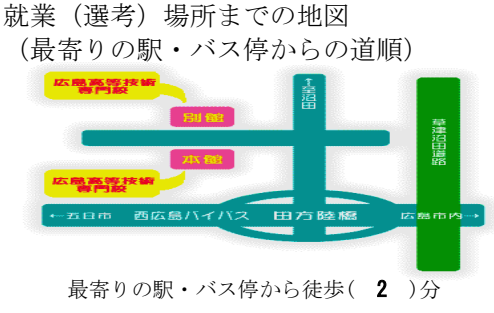 就業（選考）場所までの地図
（最寄りの駅・バス停からの道順）
広島高等技術
専門校
↑至沼田
別館
草津沼田道路
本館
広島高等技術
専門校
←五日市
西広島バイパス
田方陸橋
広島市内→
最寄りの駅・バス停から徒歩( 2 )分